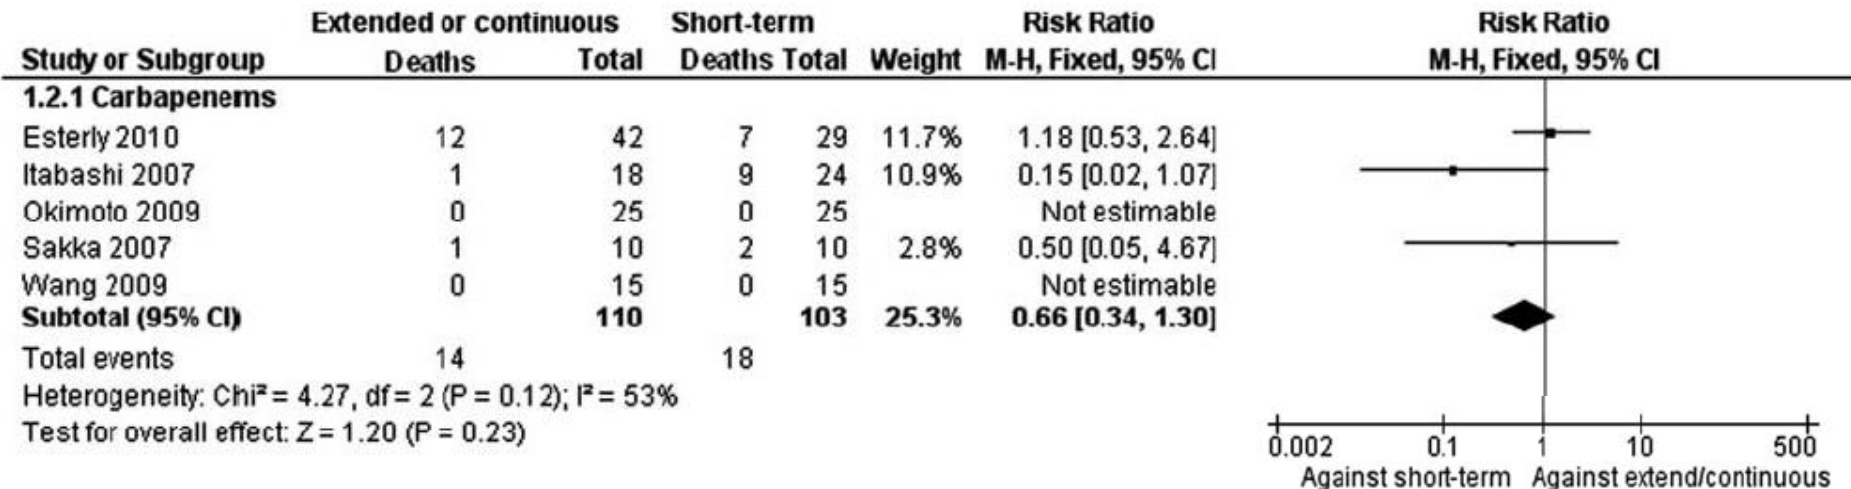 Extended or continuous Short-term Risk Ratio Risk Ratio
Study or Subgroup Deaths Total Deaths Total Weight M-H, Fixed, 95% CI M-H, Fixed, 95% CI
1.2.1 Carbapenems
Esterly 2010 12 42 7 29 11.7% 1.18 [0.53, 2.64]
Itabashi 2007 1 18 9 24 10.9% 0.15 [0.02, 1.07]
Okimoto 2009 0 25 0 25 Not estimable
Sakka 2007 1 10 2 10 2.8% 0.50 [0.05, 4.67]
Wang 2009 0 15 0 15 Not estimable
Subtotal (95% CI) 110 103 25.3% 0.66 [0.34, 1.30]
Total events 14 18
Heterogeneity: Chi² = 4.27, df = 2 (P = 0.12); I² = 53%
Test for overall effect: Z = 1.20 (P = 0.23)
0.002 0.1 1 10 500
Against short-term Against extend/continuous